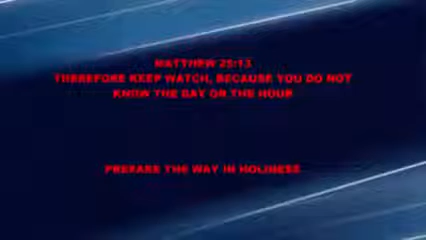 MATTHEW 25:13
THEREFORE KEEP WATCH, BECAUSE YOU DO NOT
KNOW THE DAY OR THE HOUR
PREPARE THE WAY IN HOLINESS